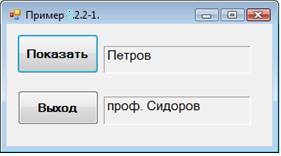 Пример 2.2-1.
Показать
Петров
Выход
проф. Сидоров